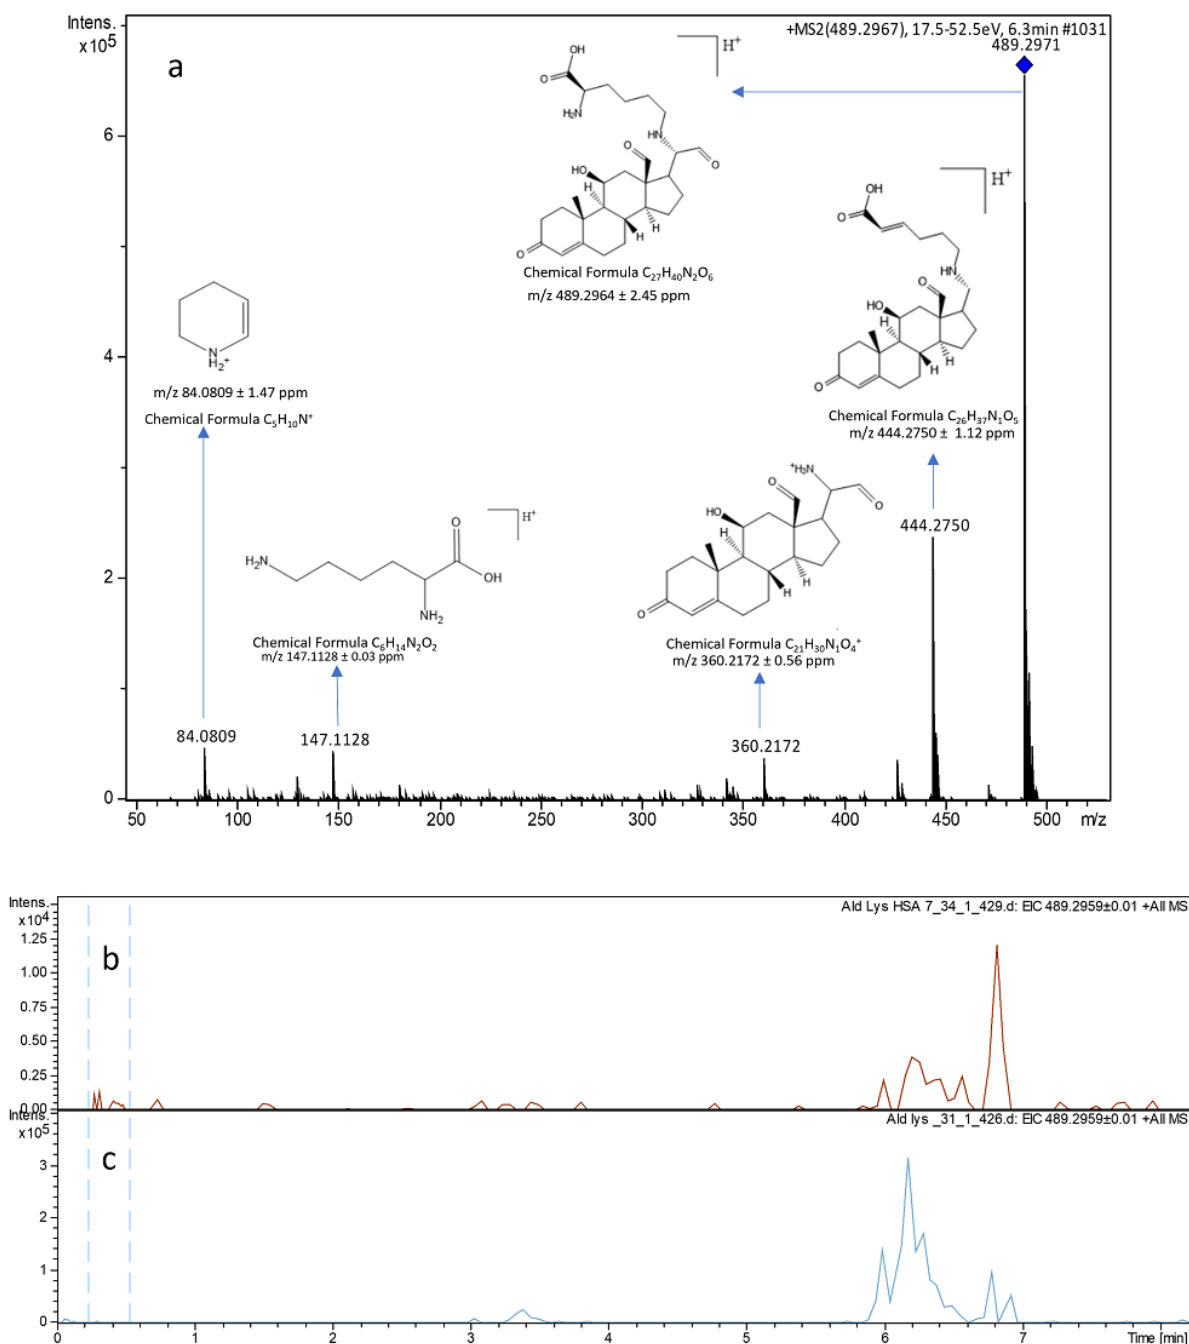 Intens.
x10⁵
a
+MS2(489.2967), 17.5-52.5eV, 6.3min #1031
489.2971
H⁺
OH
O
H₂N
HN
O
O
HO
H
H
H
O
Chemical Formula C₂₇H₄₀N₂O₆
m/z 489.2964 ± 2.45 ppm
H⁺
OH
O
HN
O
HO
H
H
H
O
Chemical Formula C₂₆H₃₇N₁O₅
m/z 444.2750 ± 1.12 ppm
N
H₂⁺
m/z 84.0809 ± 1.47 ppm
Chemical Formula C₅H₁₀N⁺
H⁺
O
H₂N
OH
NH₂
Chemical Formula C₆H₁₄N₂O₂
m/z 147.1128 ± 0.03 ppm
⁺H₃N
O
O
HO
H
H
H
O
Chemical Formula C₂₁H₃₀N₁O₄⁺
m/z 360.2172 ± 0.56 ppm
444.2750
84.0809
147.1128
360.2172
6
4
2
0
50 100 150 200 250 300 350 400 450 500 m/z
Intens.
x10⁴
Ald Lys HSA 7_34_1_429.d: EIC 489.2959±0.01 +All MS
b
1.25
1.00
0.75
0.50
0.25
0.00
Intens.
x10⁵
Ald lys _31_1_426.d: EIC 489.2959±0.01 +All MS
c
3
2
1
0
0 1 2 3 4 5 6 7 Time [min]